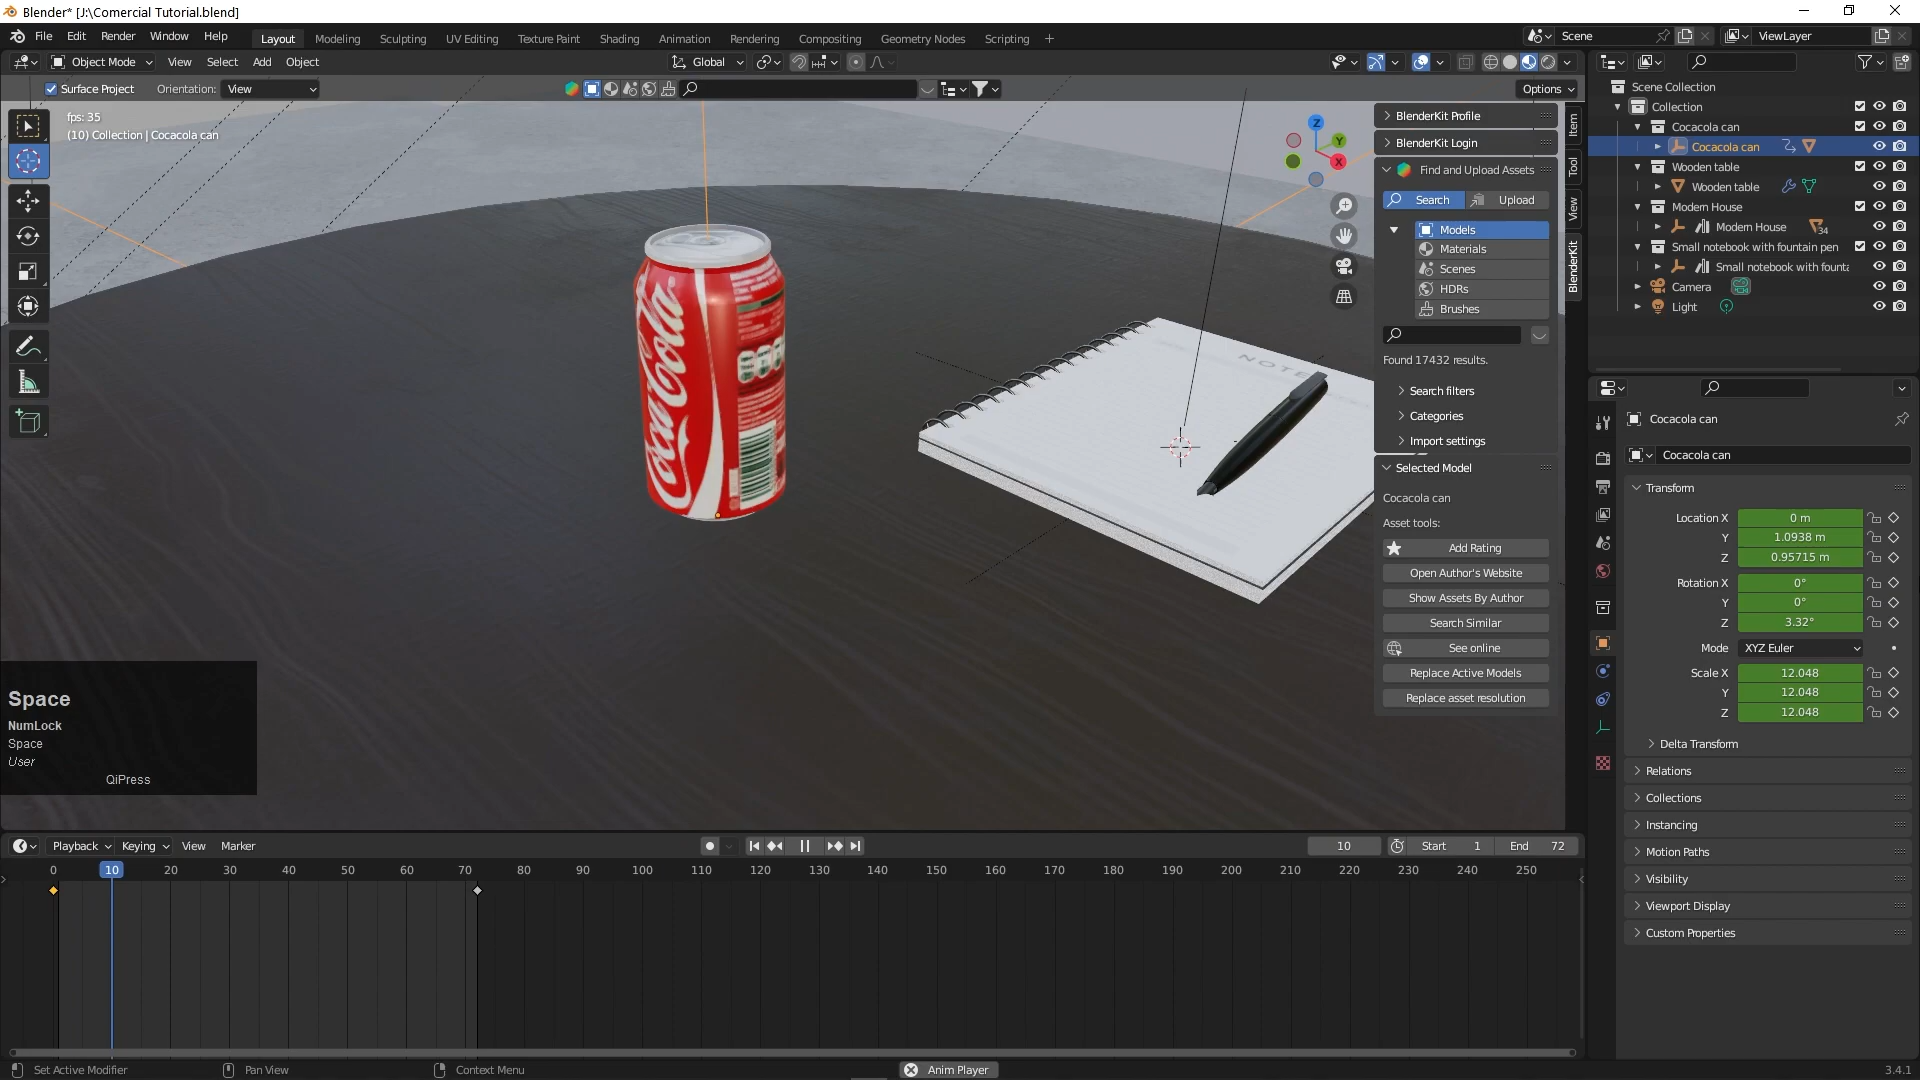 Blender* [J:\Comercial Tutorial.blend]
File Edit Render Window Help
Layout Modeling Sculpting UV Editing Texture Paint Shading Animation Rendering Compositing Geometry Nodes Scripting +
Scene
ViewLayer
Object Mode View Select Add Object
Global
Surface Project Orientation: View
Options
fps: 35
(10) Collection | Cocacola can
Coca-Cola
NOTE
Z
Y
X
BlenderKit Profile
BlenderKit Login
Find and Upload Assets
Search Upload
Models
Materials
Scenes
HDRs
Brushes
Found 17432 results.
Search filters
Categories
Import settings
Selected Model
Cocacola can
Asset tools:
Add Rating
Open Author's Website
Show Assets By Author
Search Similar
See online
Replace Active Models
Replace asset resolution
Item
Tool
View
BlenderKit
Scene Collection
Collection
Cocacola can
Cocacola can
Wooden table
Wooden table
Modern House
Modern House
34
Small notebook with fountain pen
Small notebook with founta
Camera
Light
Cocacola can
Cocacola can
Transform
Location X 0 m
Y 1.0938 m
Z 0.95715 m
Rotation X 0°
Y 0°
Z 3.32°
Mode XYZ Euler
Scale X 12.048
Y 12.048
Z 12.048
Delta Transform
Relations
Collections
Instancing
Motion Paths
Visibility
Viewport Display
Custom Properties
Space
NumLock
Space
User
QiPress
Playback Keying View Marker
10 Start 1 End 72
0 10 20 30 40 50 60 70 80 90 100 110 120 130 140 150 160 170 180 190 200 210 220 230 240 250
Set Active Modifier Pan View Context Menu Anim Player 3.4.1